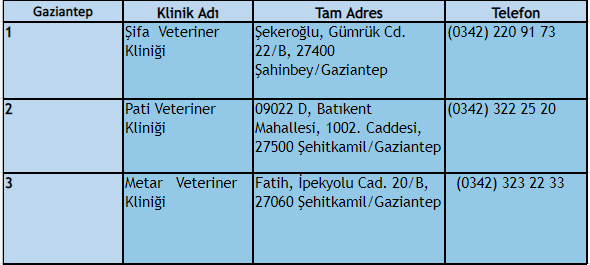 Gaziantep Klinik Adı Tam Adres Telefon
1 Şifa Veteriner Şekeroğlu, Gümrük Cd. (0342) 220 91 73
Kliniği 22/B, 27400
Şahinbey/Gaziantep
2 Pati Veteriner 09022 D, Batıkent (0342) 322 25 20
Kliniği Mahallesi, 1002. Caddesi,
27500 Şehitkamil/Gaziantep
3 Metar Veteriner Fatih, İpekyolu Cad. 20/B, (0342) 323 22 33
Kliniği 27060 Şehitkamil/Gaziantep